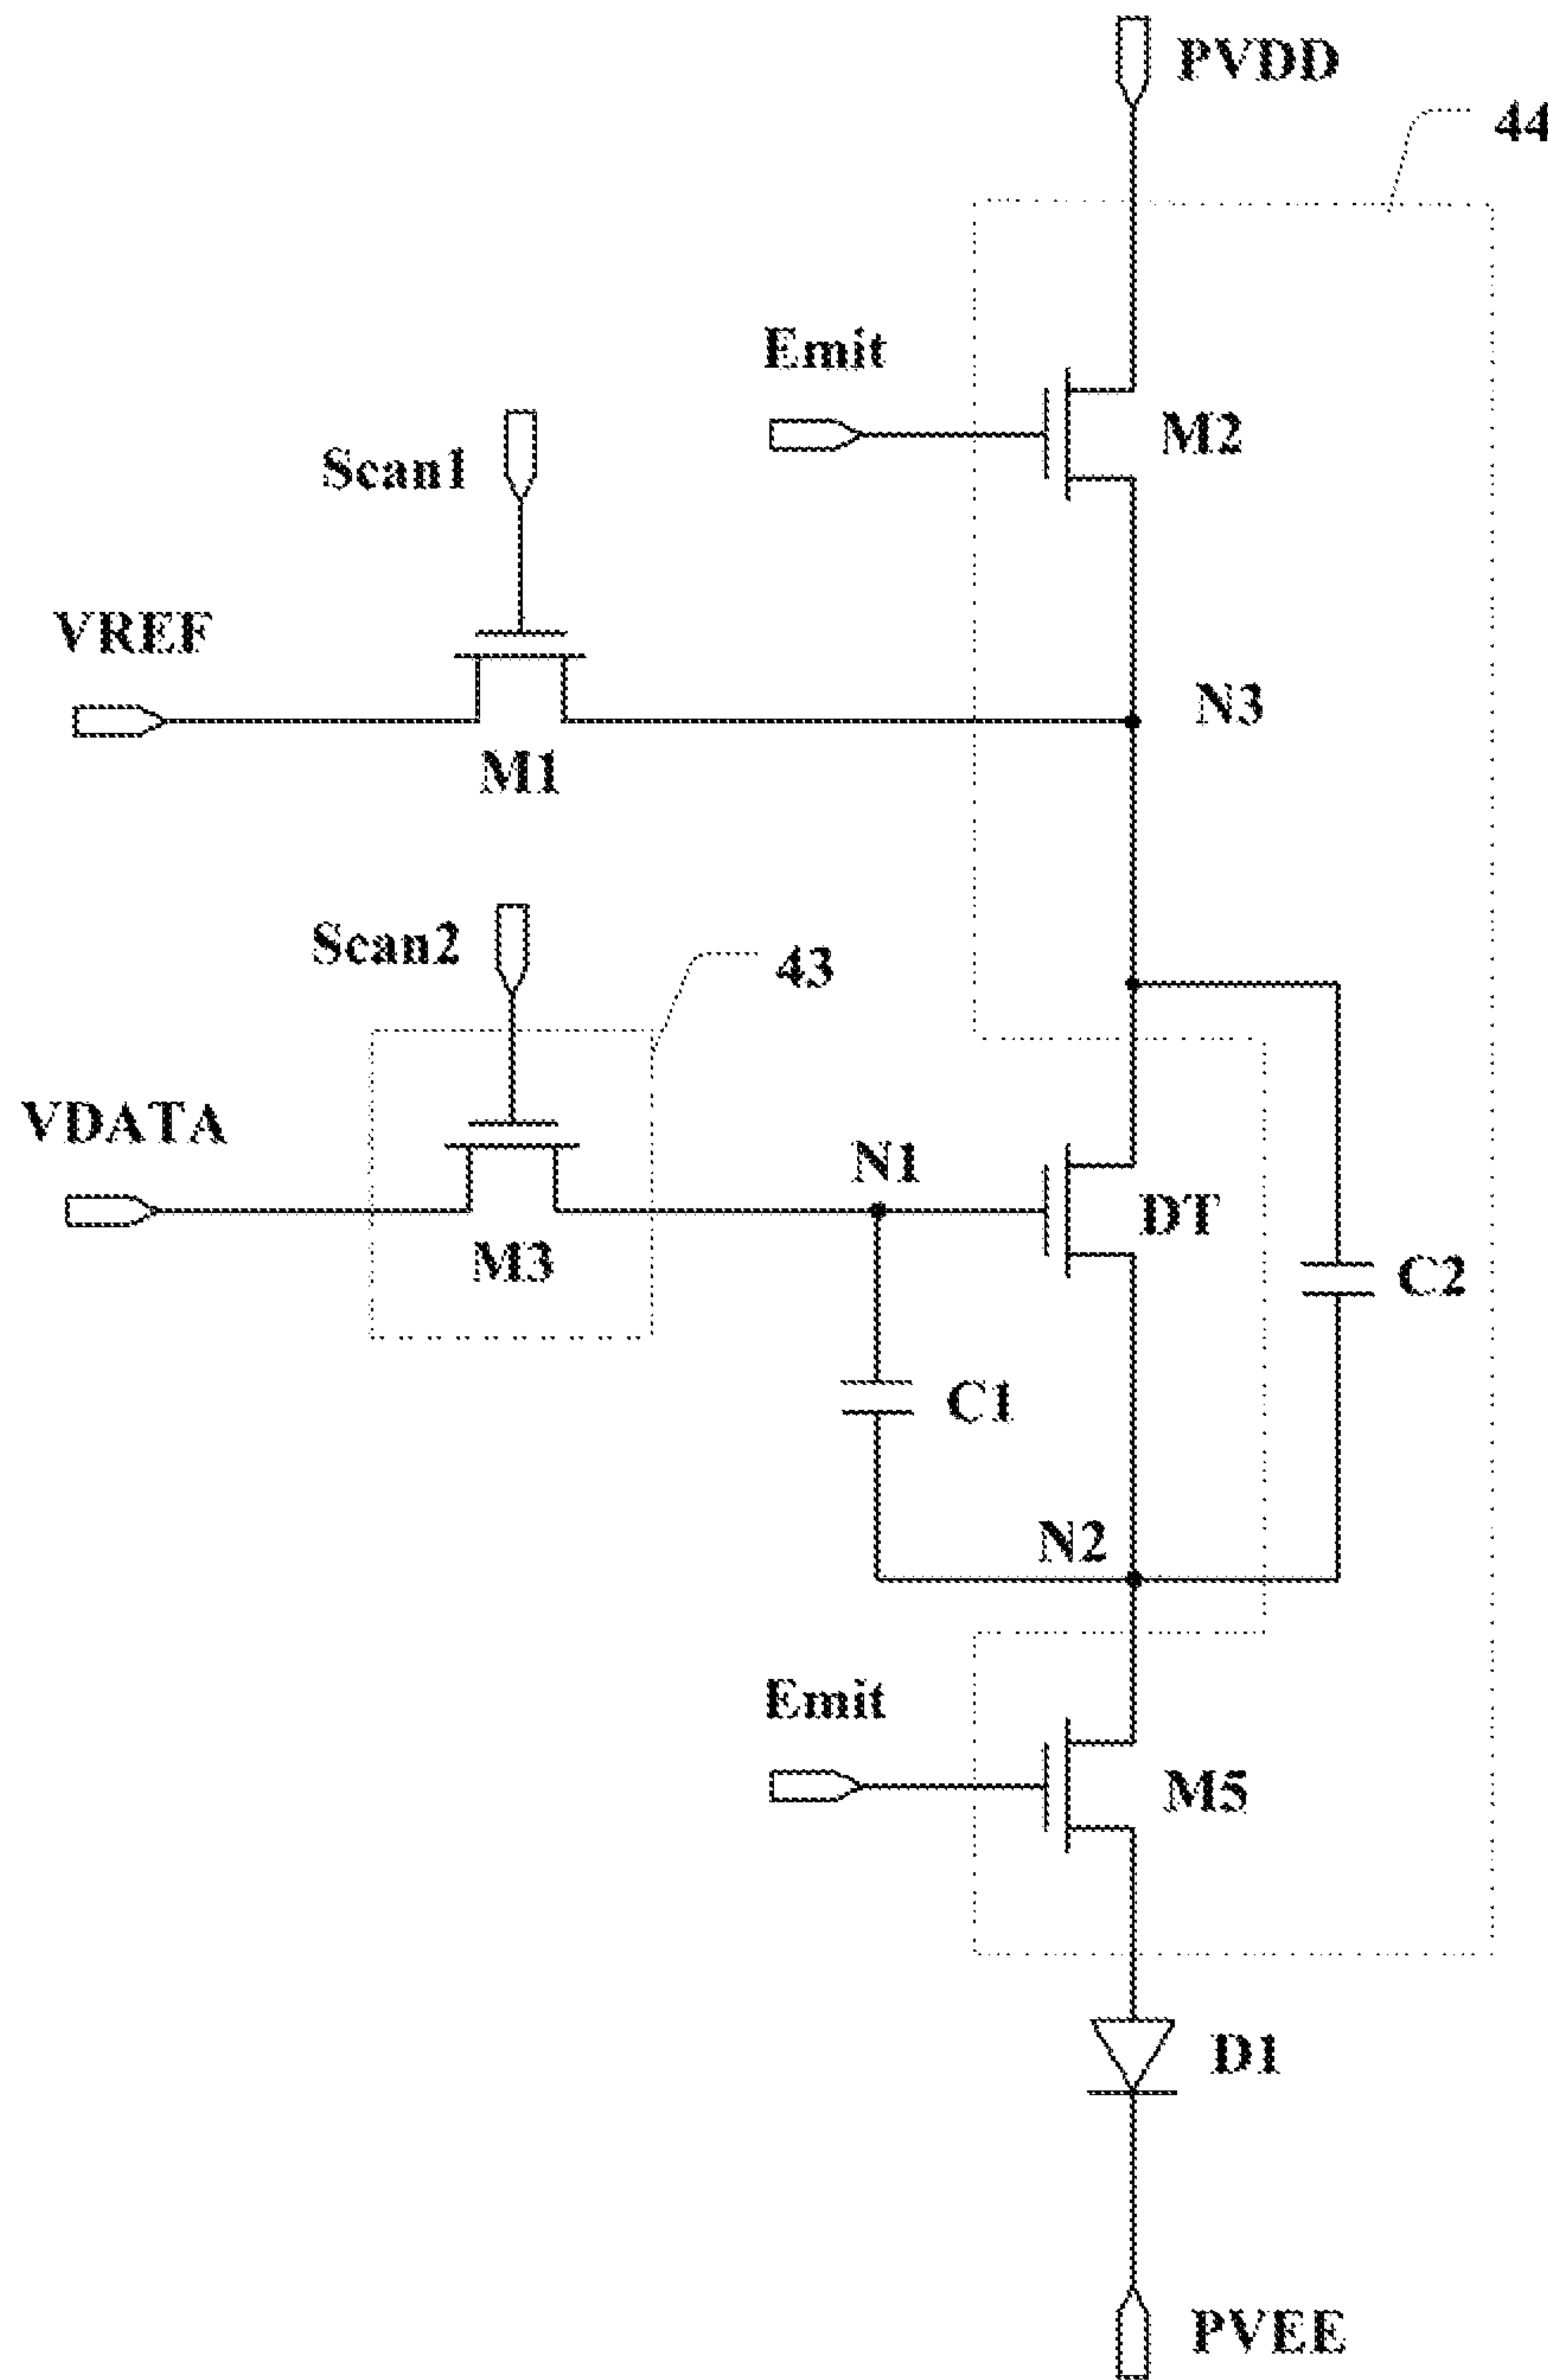 PVDD
44
Emit
M2
Scan1
VREF
N3
M1
Scan2
43
VDATA
N1
DT
M3
C2
C1
N2
Emit
M5
D1
PVEE